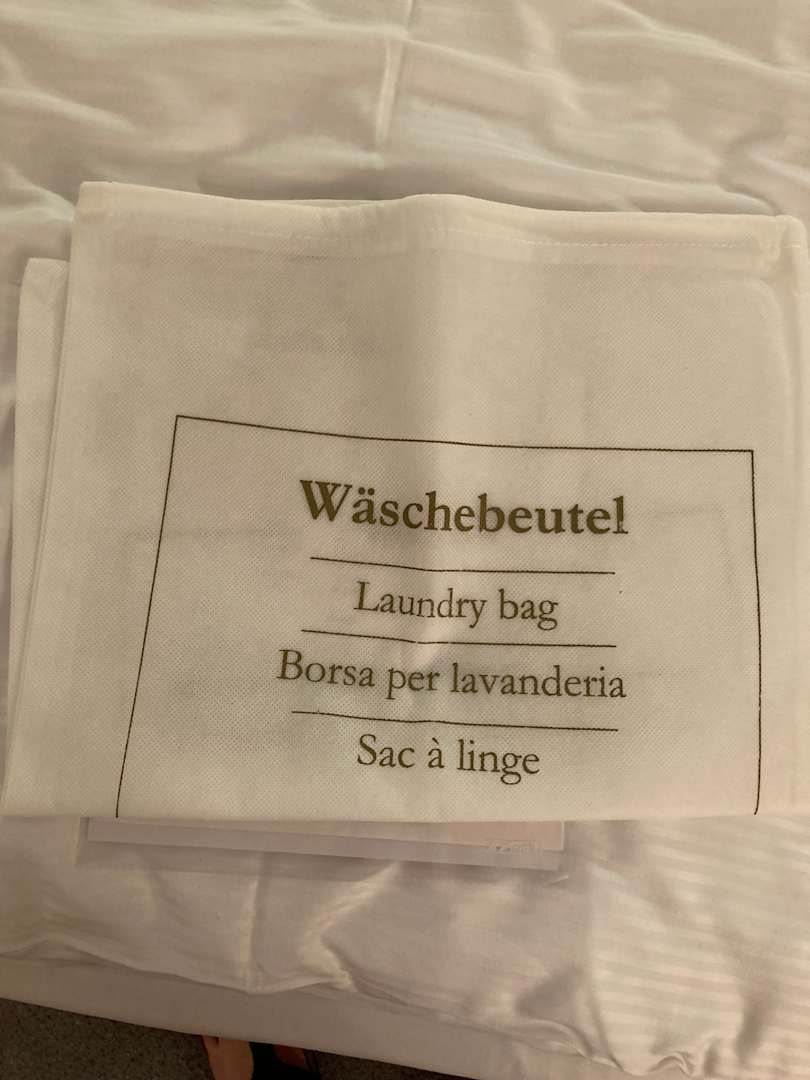 Wäschebeutel
Laundry bag
Borsa per lavanderia
Sac à linge